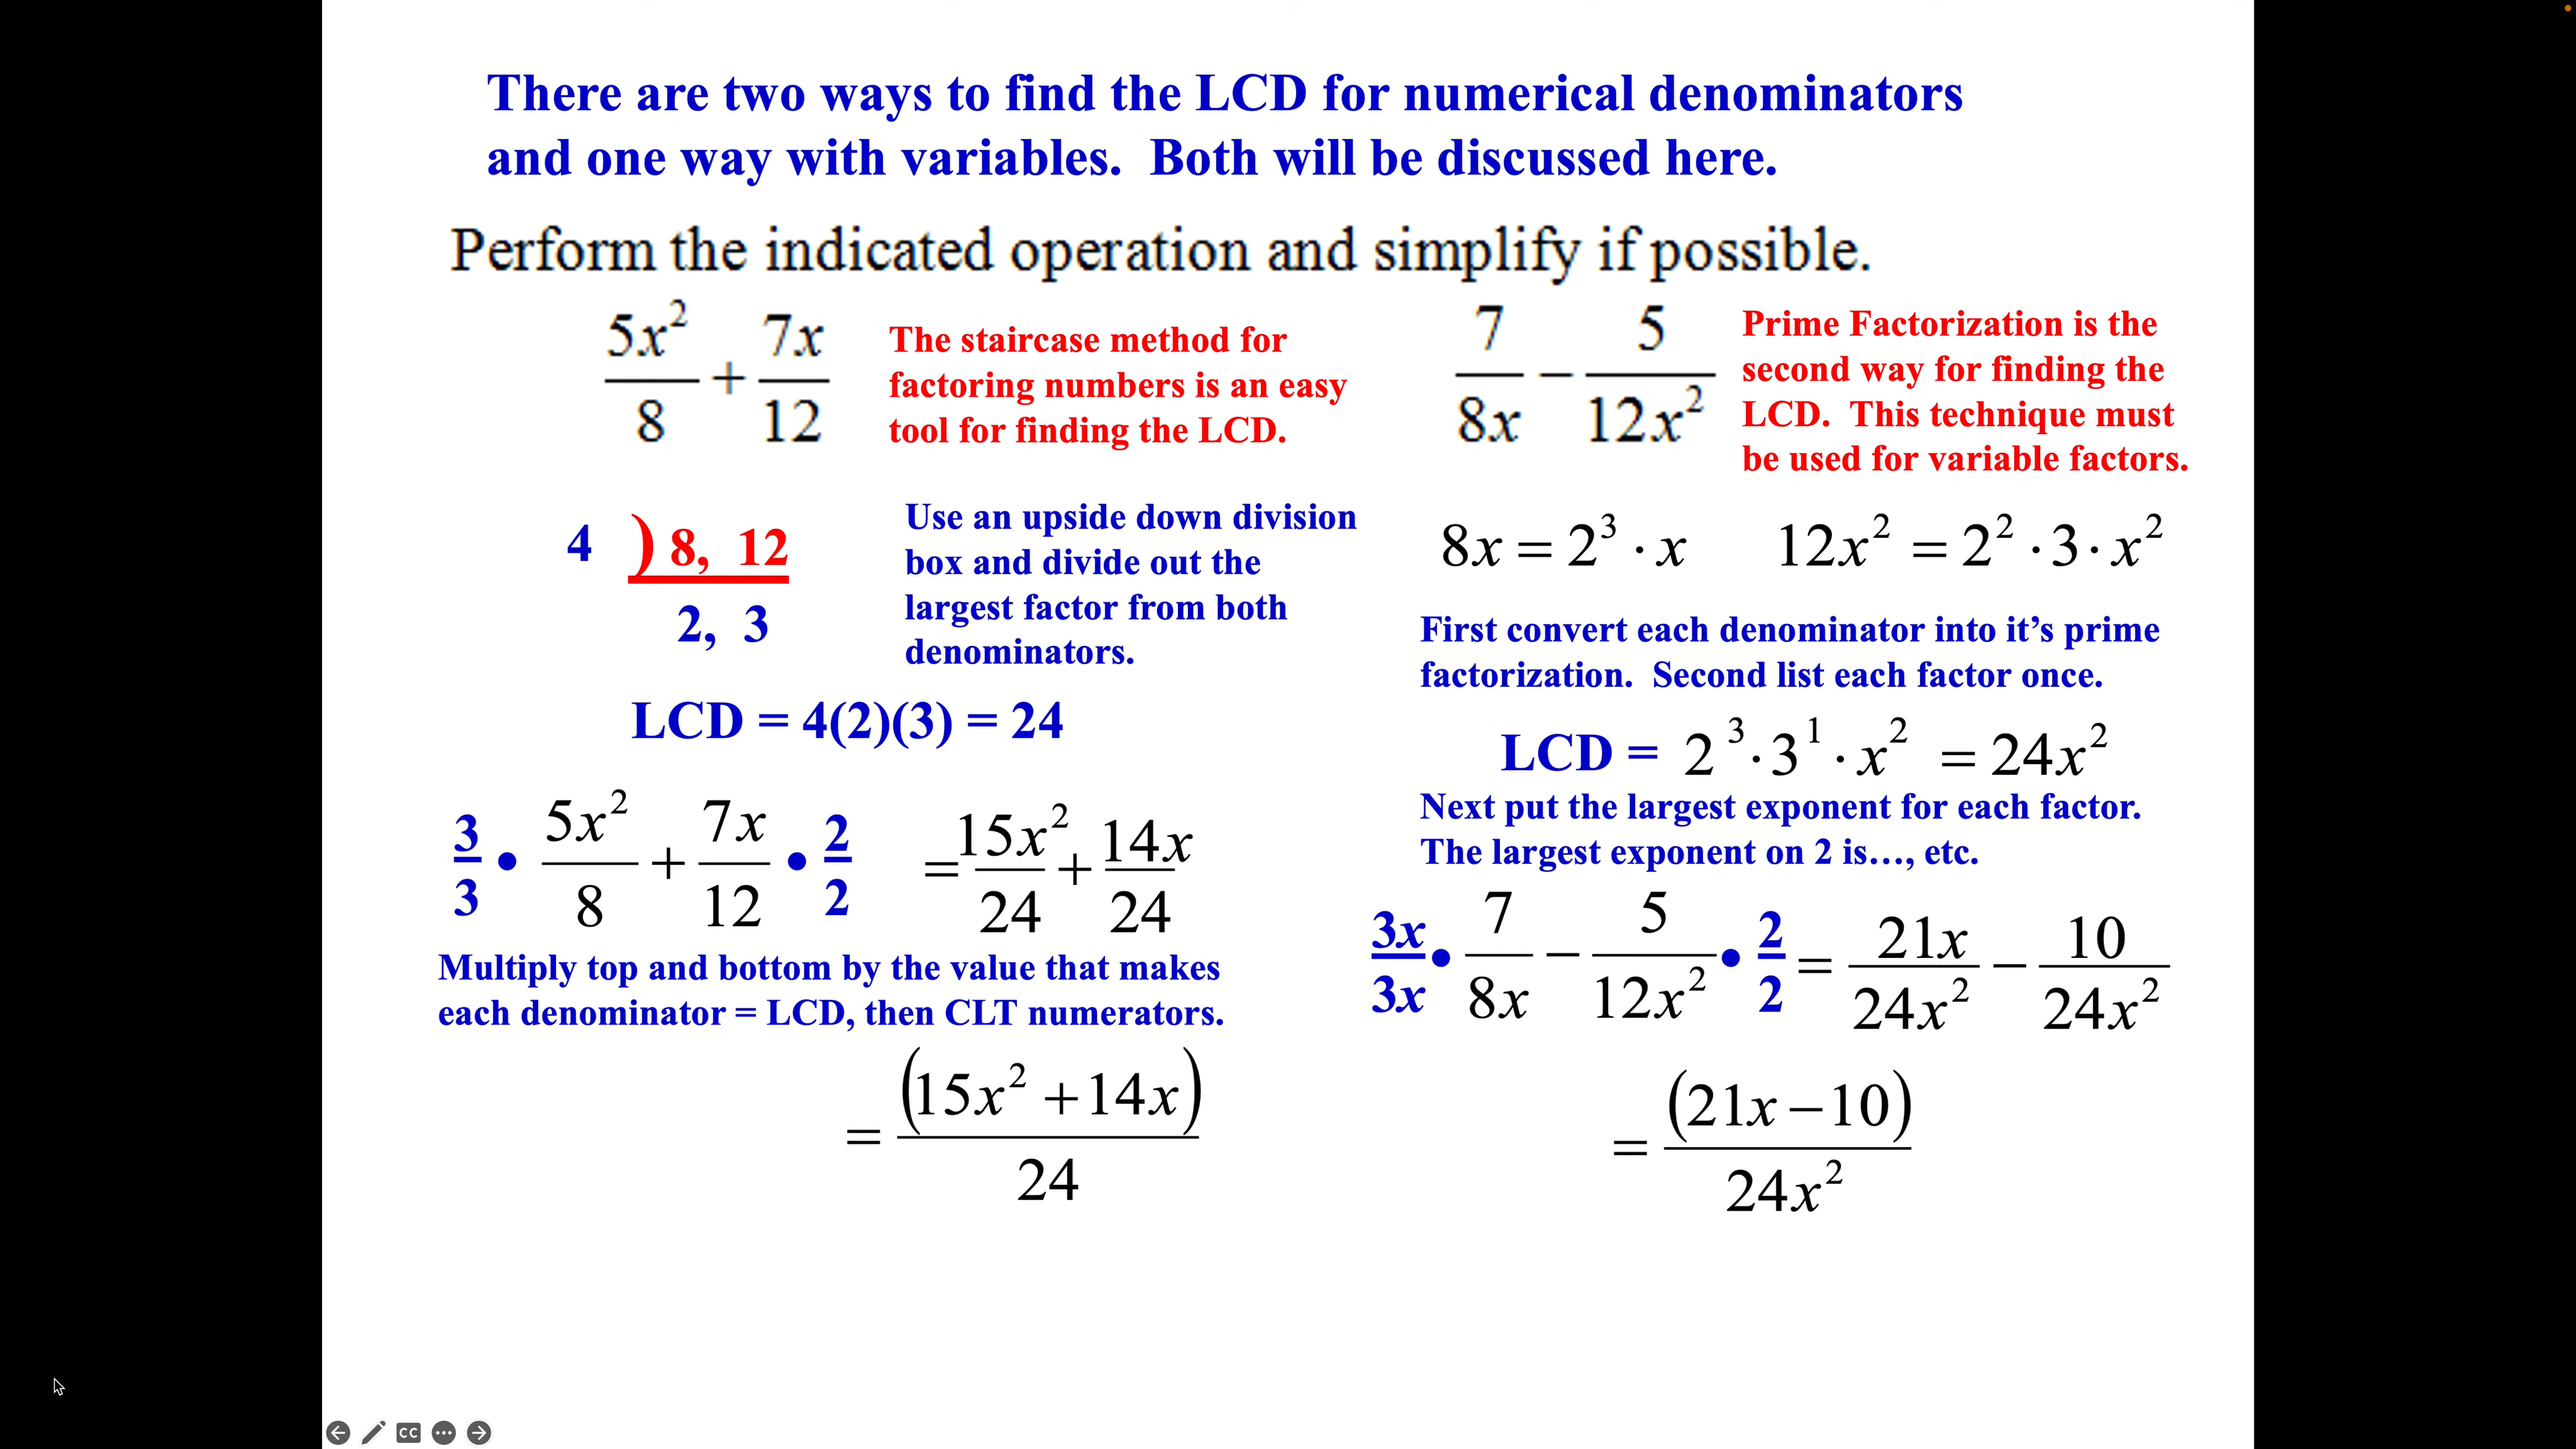 There are two ways to find the LCD for numerical denominators
and one way with variables.  Both will be discussed here.
Perform the indicated operation and simplify if possible.
5x²/8 + 7x/12
The staircase method for
factoring numbers is an easy
tool for finding the LCD.
4 ) 8,  12
2,  3
Use an upside down division
box and divide out the
largest factor from both
denominators.
LCD = 4(2)(3) = 24
3/3 • 5x²/8 + 7x/12 • 2/2 = 15x²/24 + 14x/24
Multiply top and bottom by the value that makes
each denominator = LCD, then CLT numerators.
= (15x² + 14x)/24
7/8x − 5/12x²
Prime Factorization is the
second way for finding the
LCD.  This technique must
be used for variable factors.
8x = 2³ · x    12x² = 2² · 3 · x²
First convert each denominator into it’s prime
factorization.  Second list each factor once.
LCD = 2³ · 3¹ · x² = 24x²
Next put the largest exponent for each factor.
The largest exponent on 2 is…, etc.
3x/3x • 7/8x − 5/12x² • 2/2 = 21x/24x² − 10/24x²
= (21x − 10)/24x²
CC